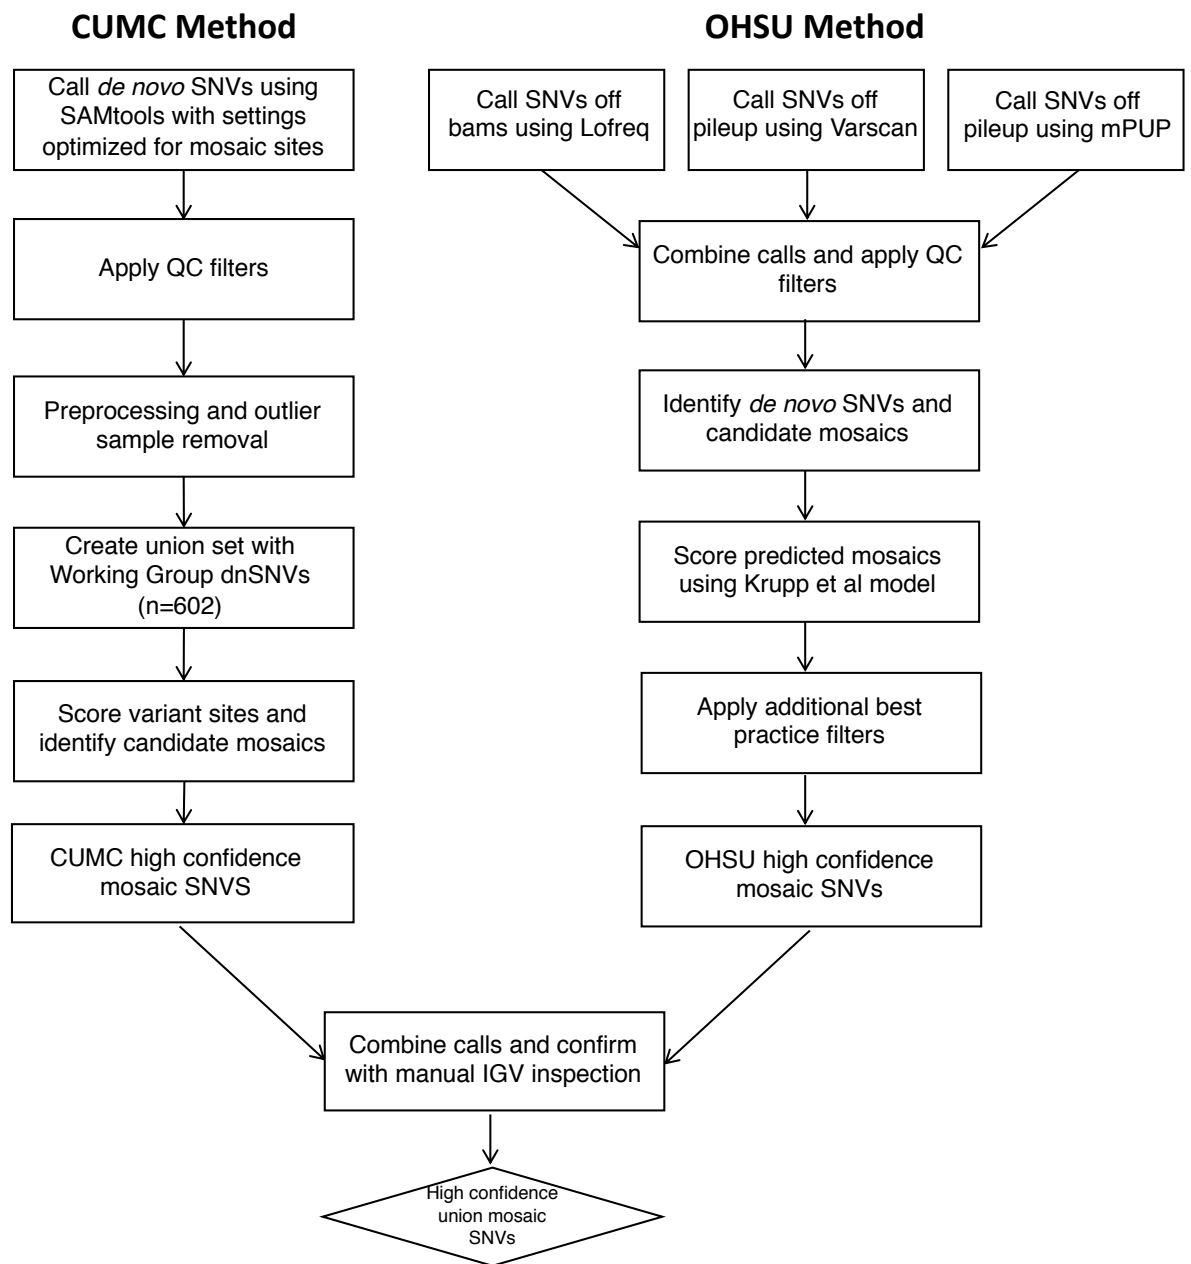 CUMC Method
Call de novo SNVs using
SAMtools with settings
optimized for mosaic sites
Apply QC filters
Preprocessing and outlier
sample removal
Create union set with
Working Group dnSNVs
(n=602)
Score variant sites and
identify candidate mosaics
CUMC high confidence
mosaic SNVS
OHSU Method
Call SNVs off
bams using Lofreq
Call SNVs off
pileup using Varscan
Call SNVs off
pileup using mPUP
Combine calls and apply QC
filters
Identify de novo SNVs and
candidate mosaics
Score predicted mosaics
using Krupp et al model
Apply additional best
practice filters
OHSU high confidence
mosaic SNVs
Combine calls and confirm
with manual IGV inspection
High confidence
union mosaic
SNVs